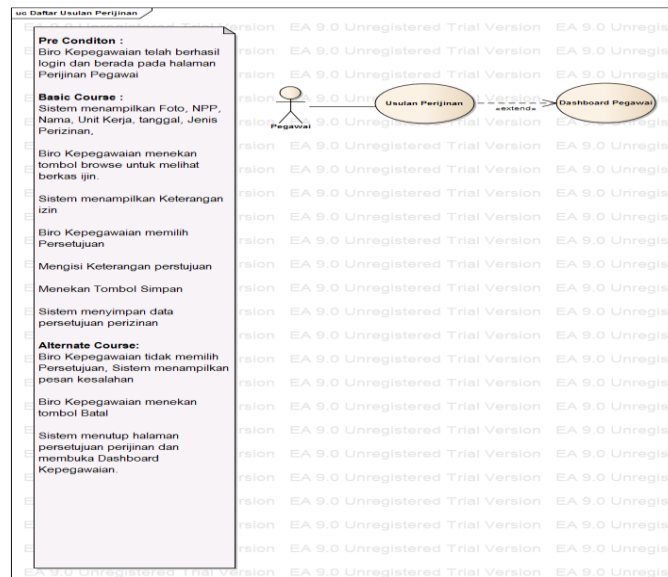 uc Daftar Usulan Perijinan
Pre Conditon :
Biro Kepegawaian telah berhasil
login dan berada pada halaman
Perijinan Pegawai
Basic Course :
Sistem menampilkan Foto, NPP,
Nama, Unit Kerja, tanggal, Jenis
Perizinan,
Biro Kepegawaian menekan
tombol browse untuk melihat
berkas ijin.
Sistem menampilkan Keterangan
izin
Biro Kepegawaian memilih
Persetujuan
Mengisi Keterangan perstujuan
Menekan Tombol Simpan
Sistem menyimpan data
persetujuan perizinan
Alternate Course:
Biro Kepegawaian tidak memilih
Persetujuan, Sistem menampilkan
pesan kesalahan
Biro Kepegawaian menekan
tombol Batal
Sistem menutup halaman
persetujuan perijinan dan
membuka Dashboard
Kepegawaian.
Pegawai
Usulan Perijinan
«extend»
Dashboard Pegawai
EA 9.0 Unregistered Trial Version